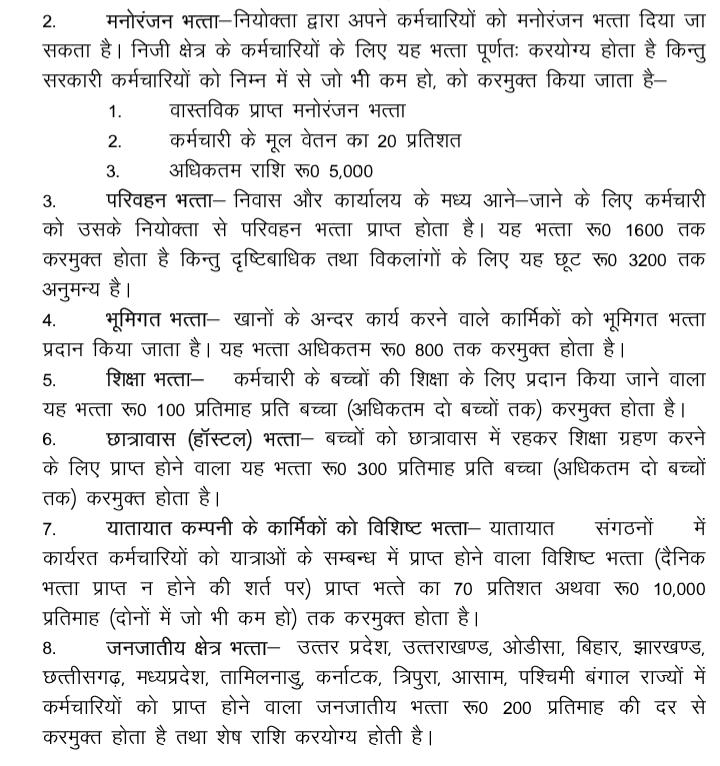 2. मनोरंजन भत्ता–नियोक्ता द्वारा अपने कर्मचारियों को मनोरंजन भत्ता दिया जा
सकता है। निजी क्षेत्र के कर्मचारियों के लिए यह भत्ता पूर्णतः करयोग्य होता है किन्तु
सरकारी कर्मचारियों को निम्न में से जो भी कम हो, को करमुक्त किया जाता है–
1. वास्तविक प्राप्त मनोरंजन भत्ता
2. कर्मचारी के मूल वेतन का 20 प्रतिशत
3. अधिकतम राशि रू0 5,000
3. परिवहन भत्ता– निवास और कार्यालय के मध्य आने–जाने के लिए कर्मचारी
को उसके नियोक्ता से परिवहन भत्ता प्राप्त होता है। यह भत्ता रू0 1600 तक
करमुक्त होता है किन्तु दृष्टिबाधिक तथा विकलांगों के लिए यह छूट रू0 3200 तक
अनुमन्य है।
4. भूमिगत भत्ता– खानों के अन्दर कार्य करने वाले कार्मिकों को भूमिगत भत्ता
प्रदान किया जाता है। यह भत्ता अधिकतम रू0 800 तक करमुक्त होता है।
5. शिक्षा भत्ता– कर्मचारी के बच्चों की शिक्षा के लिए प्रदान किया जाने वाला
यह भत्ता रू0 100 प्रतिमाह प्रति बच्चा (अधिकतम दो बच्चों तक) करमुक्त होता है।
6. छात्रावास (हॉस्टल) भत्ता– बच्चों को छात्रावास में रहकर शिक्षा ग्रहण करने
के लिए प्राप्त होने वाला यह भत्ता रू0 300 प्रतिमाह प्रति बच्चा (अधिकतम दो बच्चों
तक) करमुक्त होता है।
7. यातायात कम्पनी के कार्मिकों को विशिष्ट भत्ता– यातायात संगठनों में
कार्यरत कर्मचारियों को यात्राओं के सम्बन्ध में प्राप्त होने वाला विशिष्ट भत्ता (दैनिक
भत्ता प्राप्त न होने की शर्त पर) प्राप्त भत्ते का 70 प्रतिशत अथवा रू0 10,000
प्रतिमाह (दोनों में जो भी कम हो) तक करमुक्त होता है।
8. जनजातीय क्षेत्र भत्ता– उत्तर प्रदेश, उत्तराखण्ड, ओडीसा, बिहार, झारखण्ड,
छत्तीसगढ़, मध्यप्रदेश, तामिलनाडु, कर्नाटक, त्रिपुरा, आसाम, पश्चिमी बंगाल राज्यों में
कर्मचारियों को प्राप्त होने वाला जनजातीय भत्ता रू0 200 प्रतिमाह की दर से
करमुक्त होता है तथा शेष राशि करयोग्य होती है।